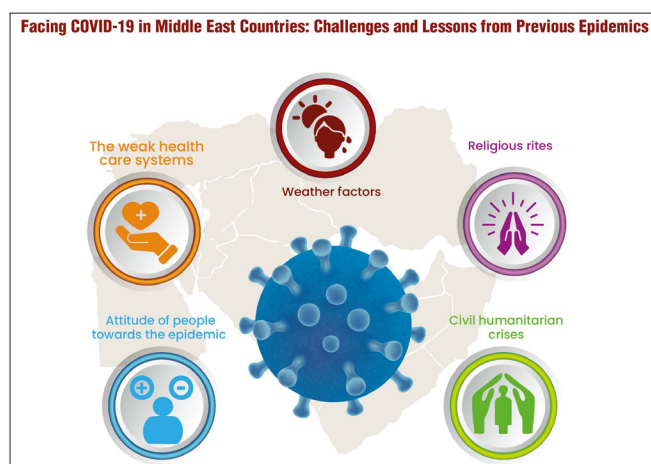 Facing COVID-19 in Middle East Countries: Challenges and Lessons from Previous Epidemics
The weak health
care systems
Weather factors
Religious rites
Attitude of people
towards the epidemic
Civil humanitarian
crises